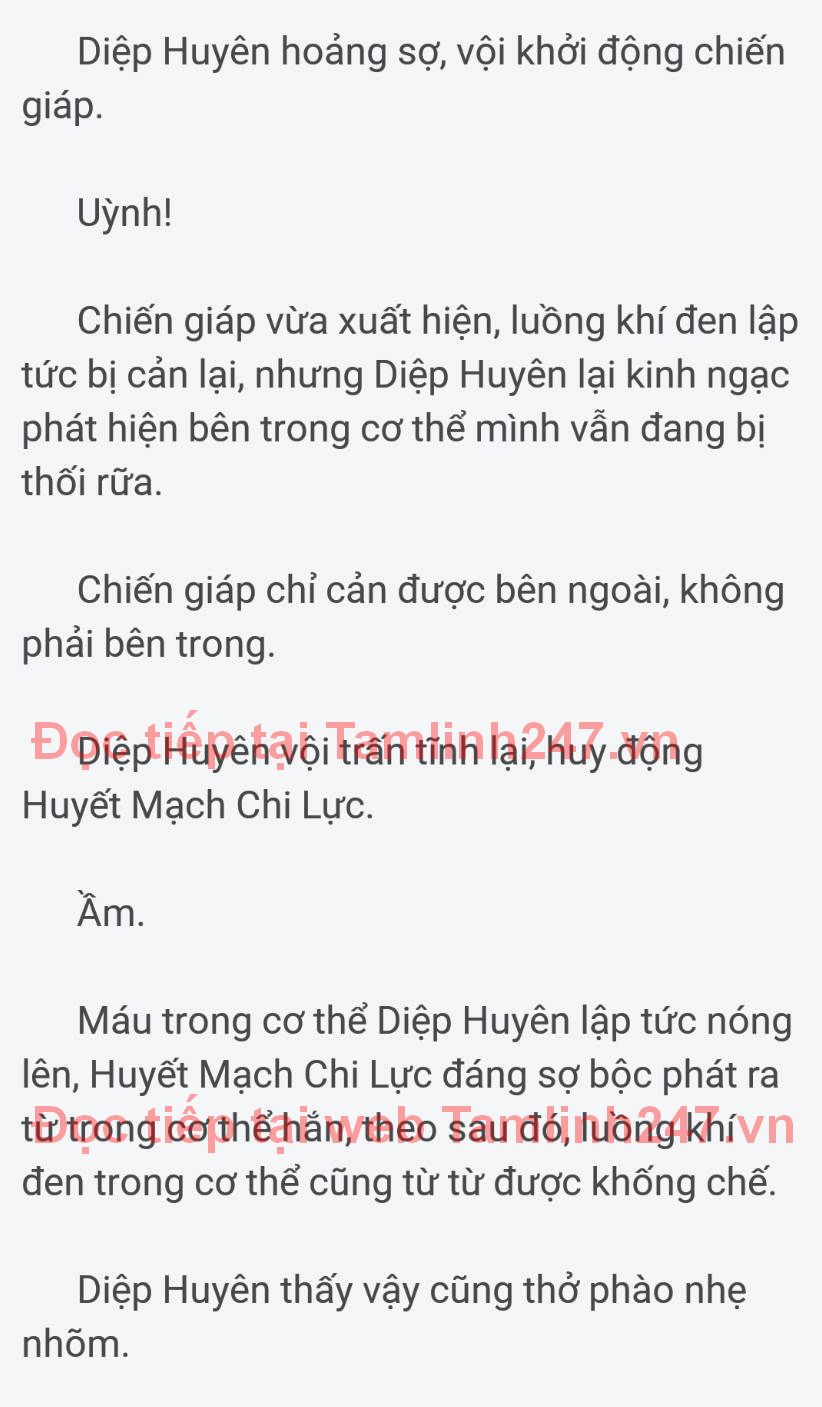 Diệp Huyên hoảng sợ, vội khởi động chiến
giáp.
Uỳnh!
Chiến giáp vừa xuất hiện, luồng khí đen lập
tức bị cản lại, nhưng Diệp Huyên lại kinh ngạc
phát hiện bên trong cơ thể mình vẫn đang bị
thối rữa.
Chiến giáp chỉ cản được bên ngoài, không
phải bên trong.
Đọc tiếp tại Tamlinh247.vn
Diệp Huyên vội trấn tĩnh lại, huy động
Huyết Mạch Chi Lực.
Ầm.
Máu trong cơ thể Diệp Huyên lập tức nóng
lên, Huyết Mạch Chi Lực đáng sợ bộc phát ra
Đọc tiếp tại web Tamlinh247.vn
từ trong cơ thể hắn, theo sau đó, luồng khí
đen trong cơ thể cũng từ từ được khống chế.
Diệp Huyên thấy vậy cũng thở phào nhẹ
nhõm.